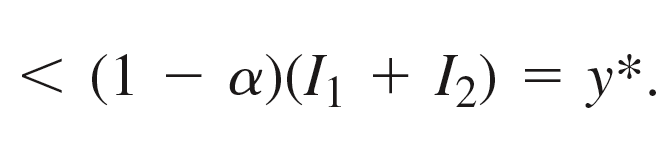 < (1 − α)(I₁ + I₂) = y*.